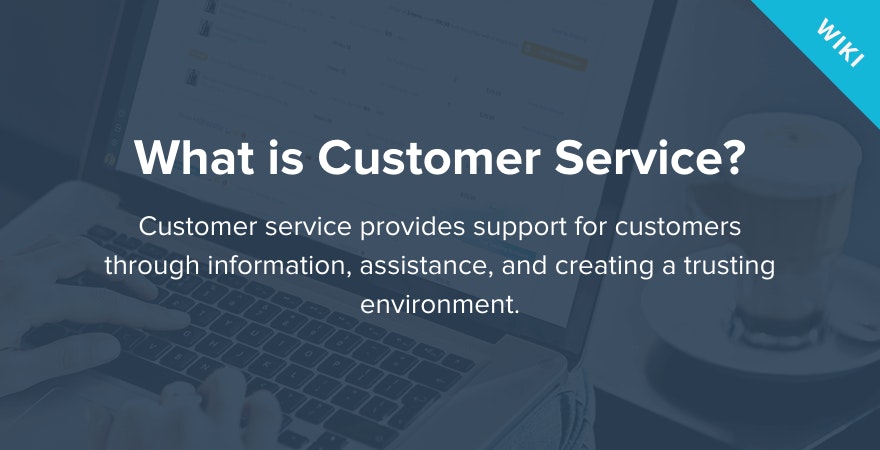 WIKI
What is Customer Service?
Customer service provides support for customers
through information, assistance, and creating a trusting
environment.